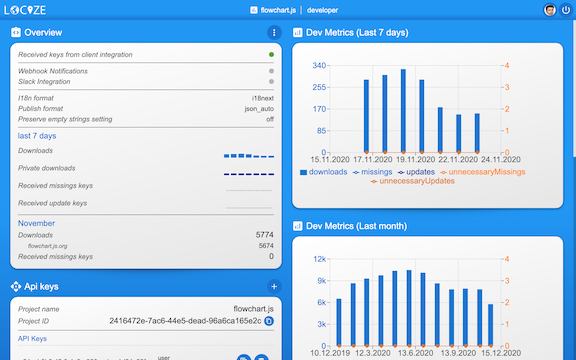 LOCIZE
flowchart.js | developer
Overview
Received keys from client integration
Webhook Notifications
Slack Integration
I18n format i18next
Publish format json_auto
Preserve empty strings setting off
last 7 days
Downloads
Private downloads
Received missings keys
Received update keys
November
Downloads 5774
flowchart.js.org 5674
Received missings keys 0
Api keys
Project name flowchart.js
Project ID 2416472e-7ac6-44e5-dead-96a6ca165e2c
API Keys
user
Dev Metrics (Last 7 days)
340 4
255 3
170 2
85 1
0 0
15.11.2020 17.11.2020 19.11.2020 22.11.2020 24.11.2020
downloads missings updates unnecessaryMissings
unnecessaryUpdates
Dev Metrics (Last month)
12k 4
9k 3
6k 2
3k 1
0 0
10.12.2019 12.3.2020 13.6.2020 13.9.2020 15.12.2020